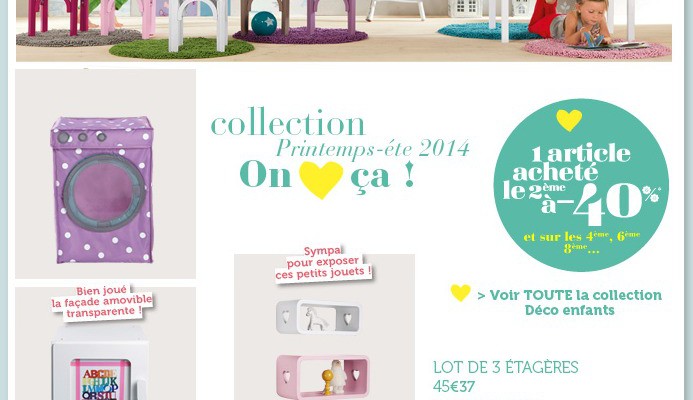 collection
Printemps-éte 2014
On ça !
1 article
acheté
le 2ème
à -40%*
et sur les 4ème, 6ème
8ème...
Sympal
pour exposer
ces petits jouets !
Bien joué
la façade amovible
transparente !
> Voir TOUTE la collection
Déco enfants
LOT DE 3 ÉTAGÈRES
45€37